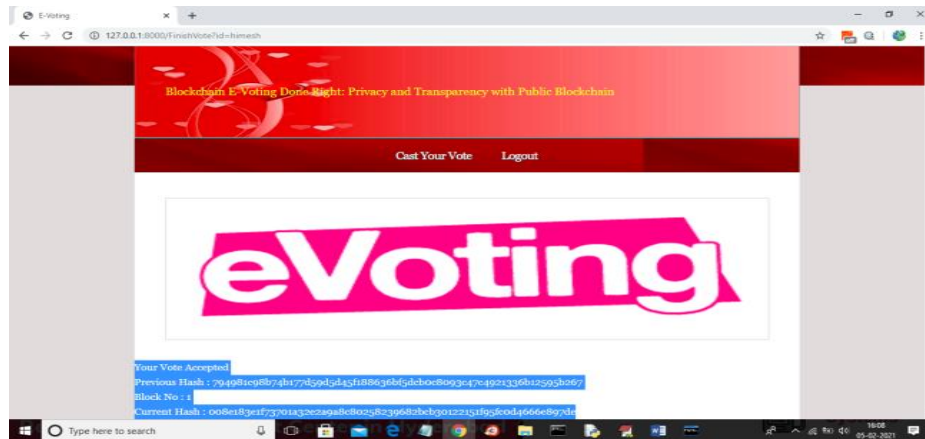 E-Voting
127.0.0.1:8000/FinishVote?id=himesh
Blockchain E-Voting Done Right: Privacy and Transparency with Public Blockchain
Cast Your Vote Logout
eVoting
Your Vote Accepted
Previous Hash : 794981c98b74b177d59d5d45f188636bf5dcb0c8093c47c4921336b12595b267
Block No : 1
Current Hash : 008e183e1f73701a32e2a9a8c80258239682bcb30122151f95fc0d4666e897de
Type here to search
16:08
05-02-2021